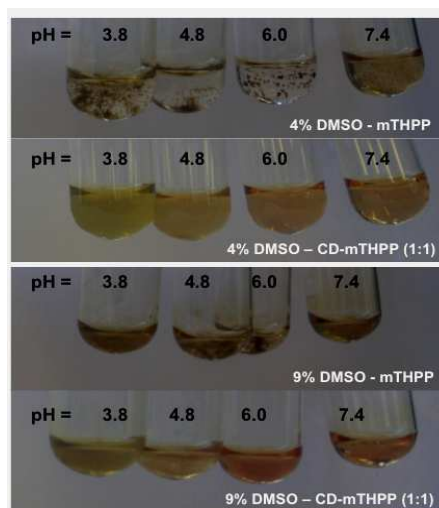 pH = 3.8 4.8 6.0 7.4
4% DMSO - mTHPP
pH = 3.8 4.8 6.0 7.4
4% DMSO – CD-mTHPP (1:1)
pH = 3.8 4.8 6.0 7.4
9% DMSO - mTHPP
pH = 3.8 4.8 6.0 7.4
9% DMSO – CD-mTHPP (1:1)